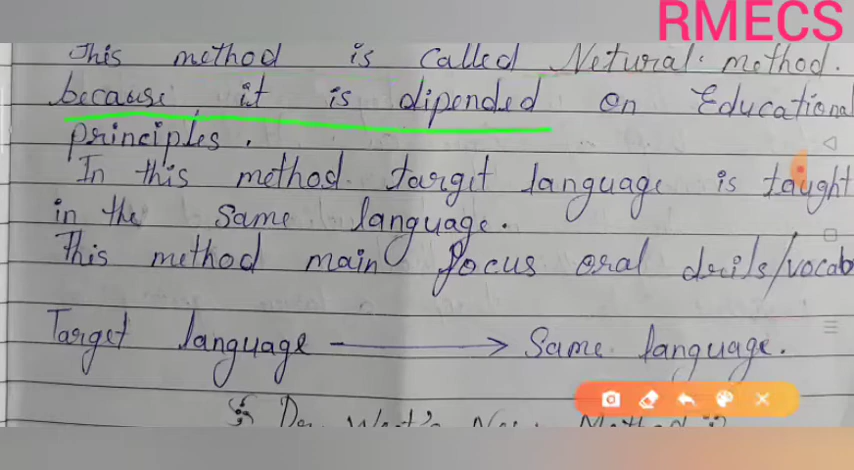 RMECS
This method is called Netural method.
because it is dipended on Educational
principles.
In this method target language is taught
in the same language.
This method main focus oral drils/vocab
Target language → Same language.